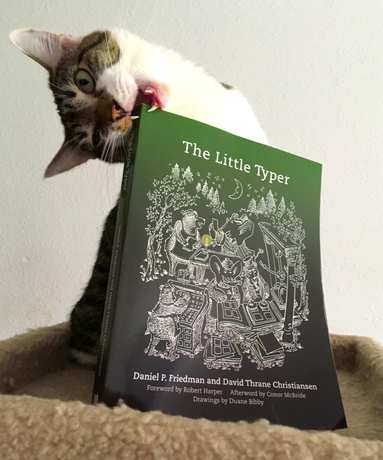 The Little Typer
Daniel P. Friedman and David Thrane Christiansen
Foreword by Robert Harper Afterword by Conor McBride
Drawings by Duane Bibby